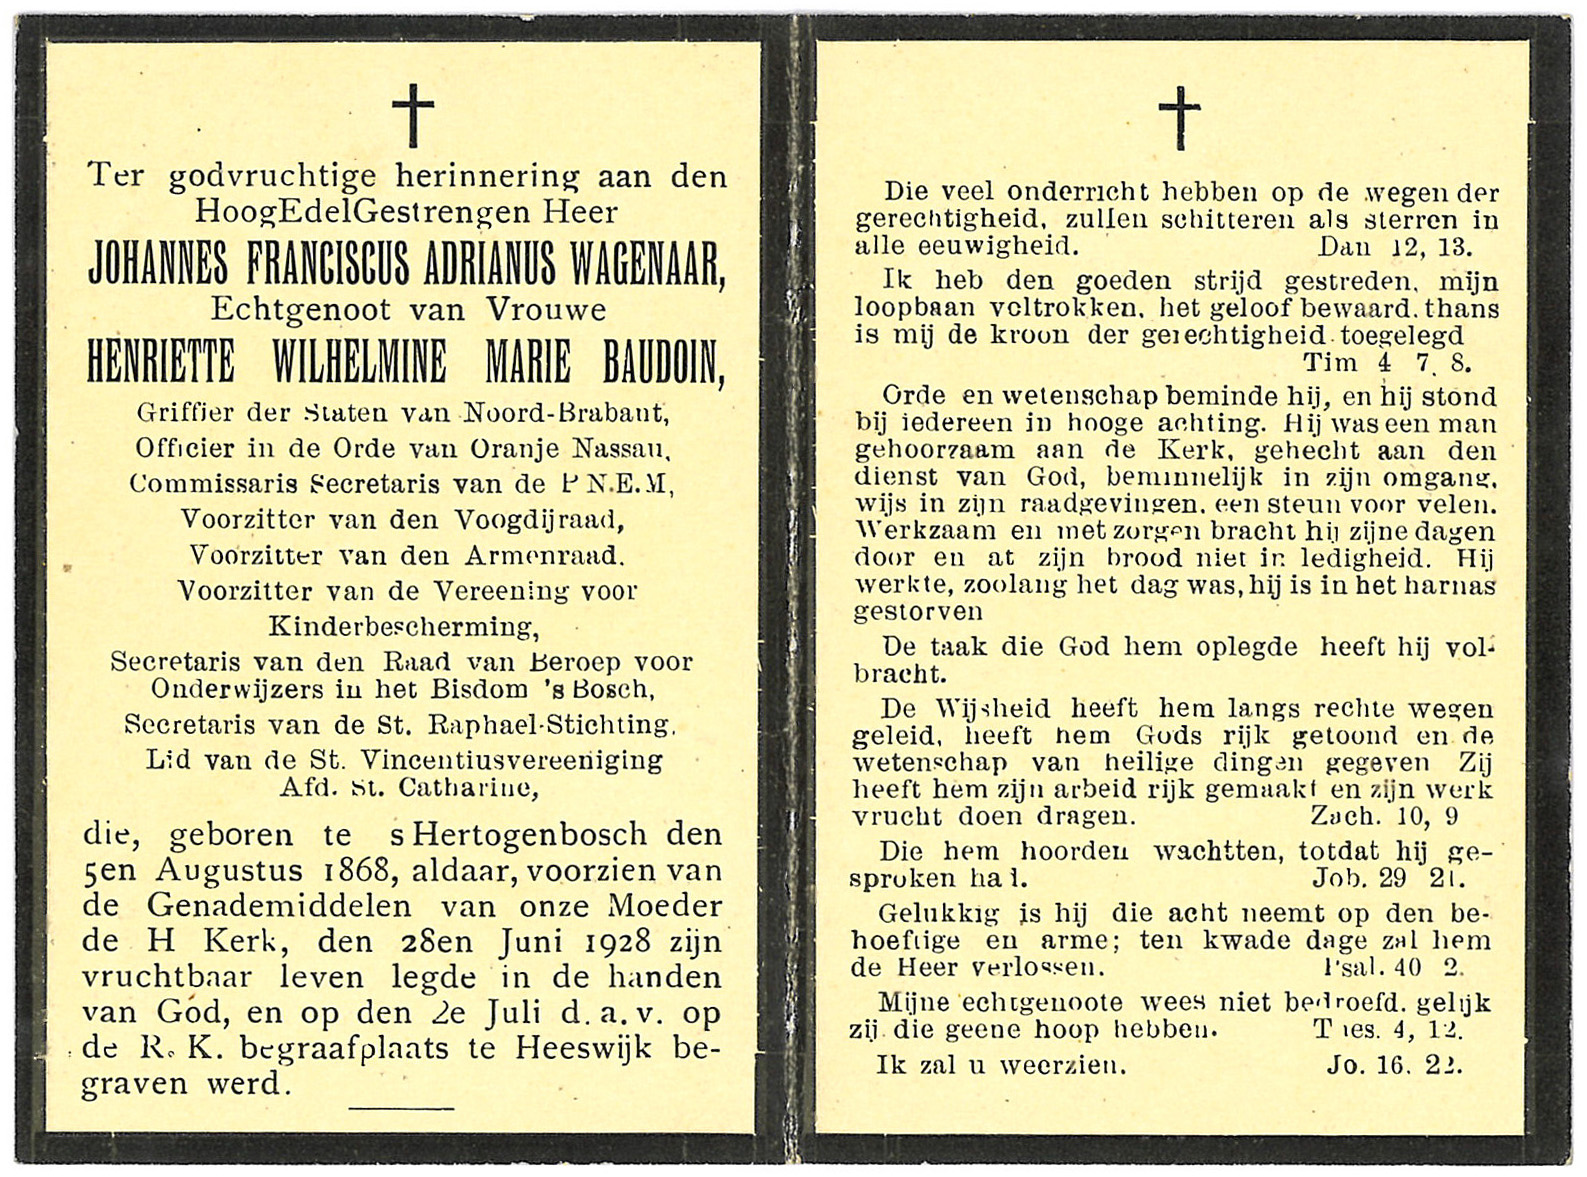 Ter godvruchtige herinnering aan den
HoogEdelGestrengen Heer
JOHANNES FRANCISCUS ADRIANUS WAGENAAR,
Echtgenoot van Vrouwe
HENRIETTE WILHELMINE MARIE BAUDOIN,
Griffier der Staten van Noord-Brabant,
Officier in de Orde van Oranje Nassau,
Commissaris Secretaris van de P N.E.M,
Voorzitter van den Voogdijraad,
Voorzitter van den Armenraad.
Voorzitter van de Vereening voor
Kinderbescherming,
Secretaris van den Raad van Beroep voor
Onderwijzers in het Bisdom 's Bosch,
Secretaris van de St. Raphael-Stichting,
Lid van de St. Vincentiusvereeniging
Afd. St. Catharine,
die, geboren te s Hertogenbosch den
5en Augustus 1868, aldaar, voorzien van
de Genademiddelen van onze Moeder
de H Kerk, den 28en Juni 1928 zijn
vruchtbaar leven legde in de handen
van God, en op den 2e Juli d. a. v. op
de R. K. begraafplaats te Heeswijk be-
graven werd.
Die veel onderricht hebben op de wegen der
gerechtigheid, zullen schitteren als sterren in
alle eeuwigheid. Dan 12, 13.
Ik heb den goeden strijd gestreden, mijn
loopbaan voltrokken, het geloof bewaard, thans
is mij de kroon der gerechtigheid toegelegd
Tim 4 7. 8.
Orde en wetenschap beminde hij, en hij stond
bij iedereen in hooge achting. Hij was een man
gehoorzaam aan de Kerk, gehecht aan den
dienst van God, beminnelijk in zijn omgang,
wijs in zijn raadgevingen, een steun voor velen.
Werkzaam en met zorgen bracht hij zijne dagen
door en at zijn brood niet in ledigheid. Hij
werkte, zoolang het dag was, hij is in het harnas
gestorven
De taak die God hem oplegde heeft hij vol-
bracht.
De Wijsheid heeft hem langs rechte wegen
geleid, heeft hem Gods rijk getoond en de
wetenschap van heilige dingen gegeven Zij
heeft hem zijn arbeid rijk gemaakt en zijn werk
vrucht doen dragen. Zach. 10, 9
Die hem hoorden wachtten, totdat hij ge-
sproken had. Job. 29 21.
Gelukkig is hij die acht neemt op den be-
hoeftige en arme; ten kwade dage zal hem
de Heer verlossen. Psal. 40 2.
Mijne echtgenoote wees niet bedroefd, gelijk
zij die geene hoop hebben. Thes. 4, 12.
Ik zal u weerzien. Jo. 16. 22.